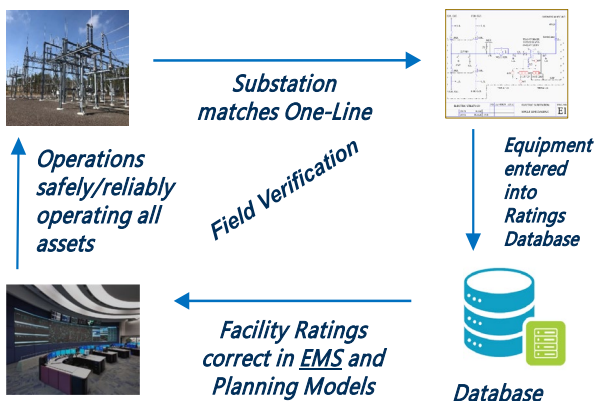 Substation
matches One-Line
Operations
safely/reliably
operating all
assets
Field Verification
Equipment
entered
into
Ratings
Database
Facility Ratings
correct in EMS and
Planning Models
Database
E1